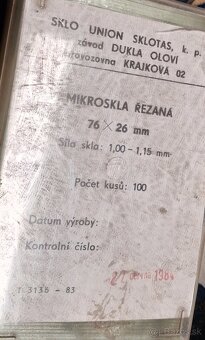 SKLO UNION SKLOTAS, k. p.
závod DUKLA OLOVÍ
provozovna KRAJKOVÁ 02
MIKROSKLA ŘEZANÁ
76 × 26 mm
Síla skla: 1,00 – 1,15 mm
Počet kusů: 100
Datum výroby:
Kontrolní číslo:
1984
T 3136 – 83